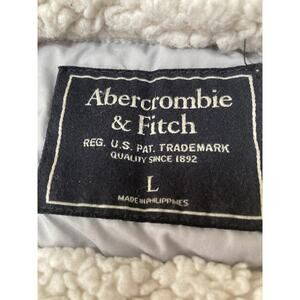 Abercrombie
& Fitch
REG. U.S. PAT. TRADEMARK
QUALITY SINCE 1892
L
MADE IN PHILIPPINES